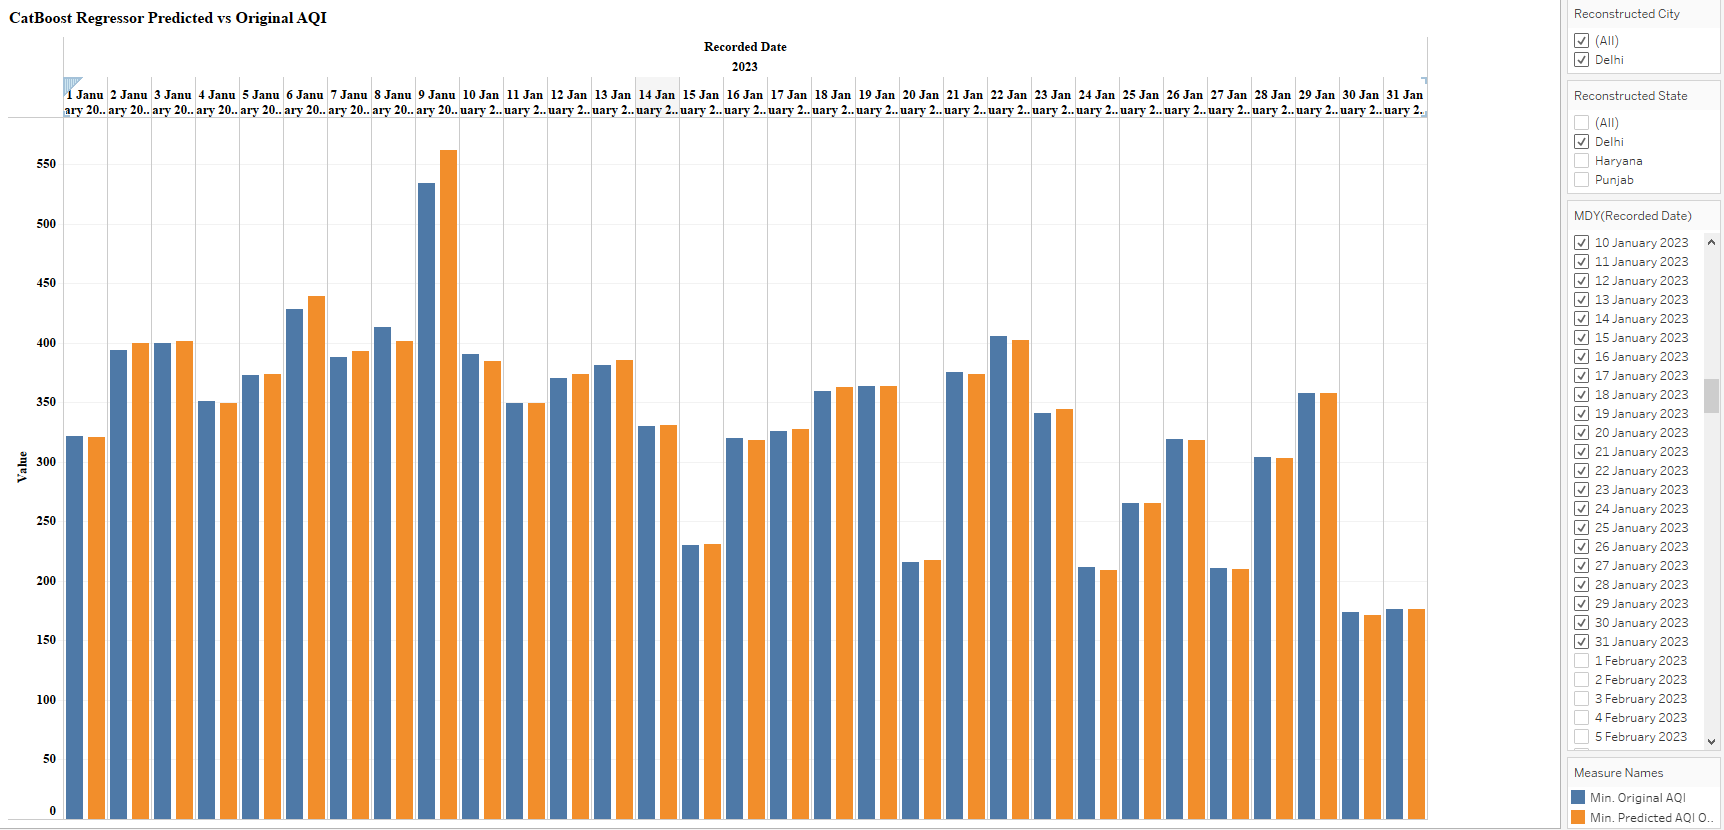 CatBoost Regressor Predicted vs Original AQI
Recorded Date
2023
1 Janu
ary 20..
2 Janu
ary 20..
3 Janu
ary 20..
4 Janu
ary 20..
5 Janu
ary 20..
6 Janu
ary 20..
7 Janu
ary 20..
8 Janu
ary 20..
9 Janu
ary 20..
10 Jan
uary 2..
11 Jan
uary 2..
12 Jan
uary 2..
13 Jan
uary 2..
14 Jan
uary 2..
15 Jan
uary 2..
16 Jan
uary 2..
17 Jan
uary 2..
18 Jan
uary 2..
19 Jan
uary 2..
20 Jan
uary 2..
21 Jan
uary 2..
22 Jan
uary 2..
23 Jan
uary 2..
24 Jan
uary 2..
25 Jan
uary 2..
26 Jan
uary 2..
27 Jan
uary 2..
28 Jan
uary 2..
29 Jan
uary 2..
30 Jan
uary 2..
31 Jan
uary 2..
550
500
450
400
350
300
250
200
150
100
50
0
Value
Reconstructed City
(All)
Delhi
Reconstructed State
(All)
Delhi
Haryana
Punjab
MDY(Recorded Date)
10 January 2023
11 January 2023
12 January 2023
13 January 2023
14 January 2023
15 January 2023
16 January 2023
17 January 2023
18 January 2023
19 January 2023
20 January 2023
21 January 2023
22 January 2023
23 January 2023
24 January 2023
25 January 2023
26 January 2023
27 January 2023
28 January 2023
29 January 2023
30 January 2023
31 January 2023
1 February 2023
2 February 2023
3 February 2023
4 February 2023
5 February 2023
Measure Names
Min. Original AQI
Min. Predicted AQI O..